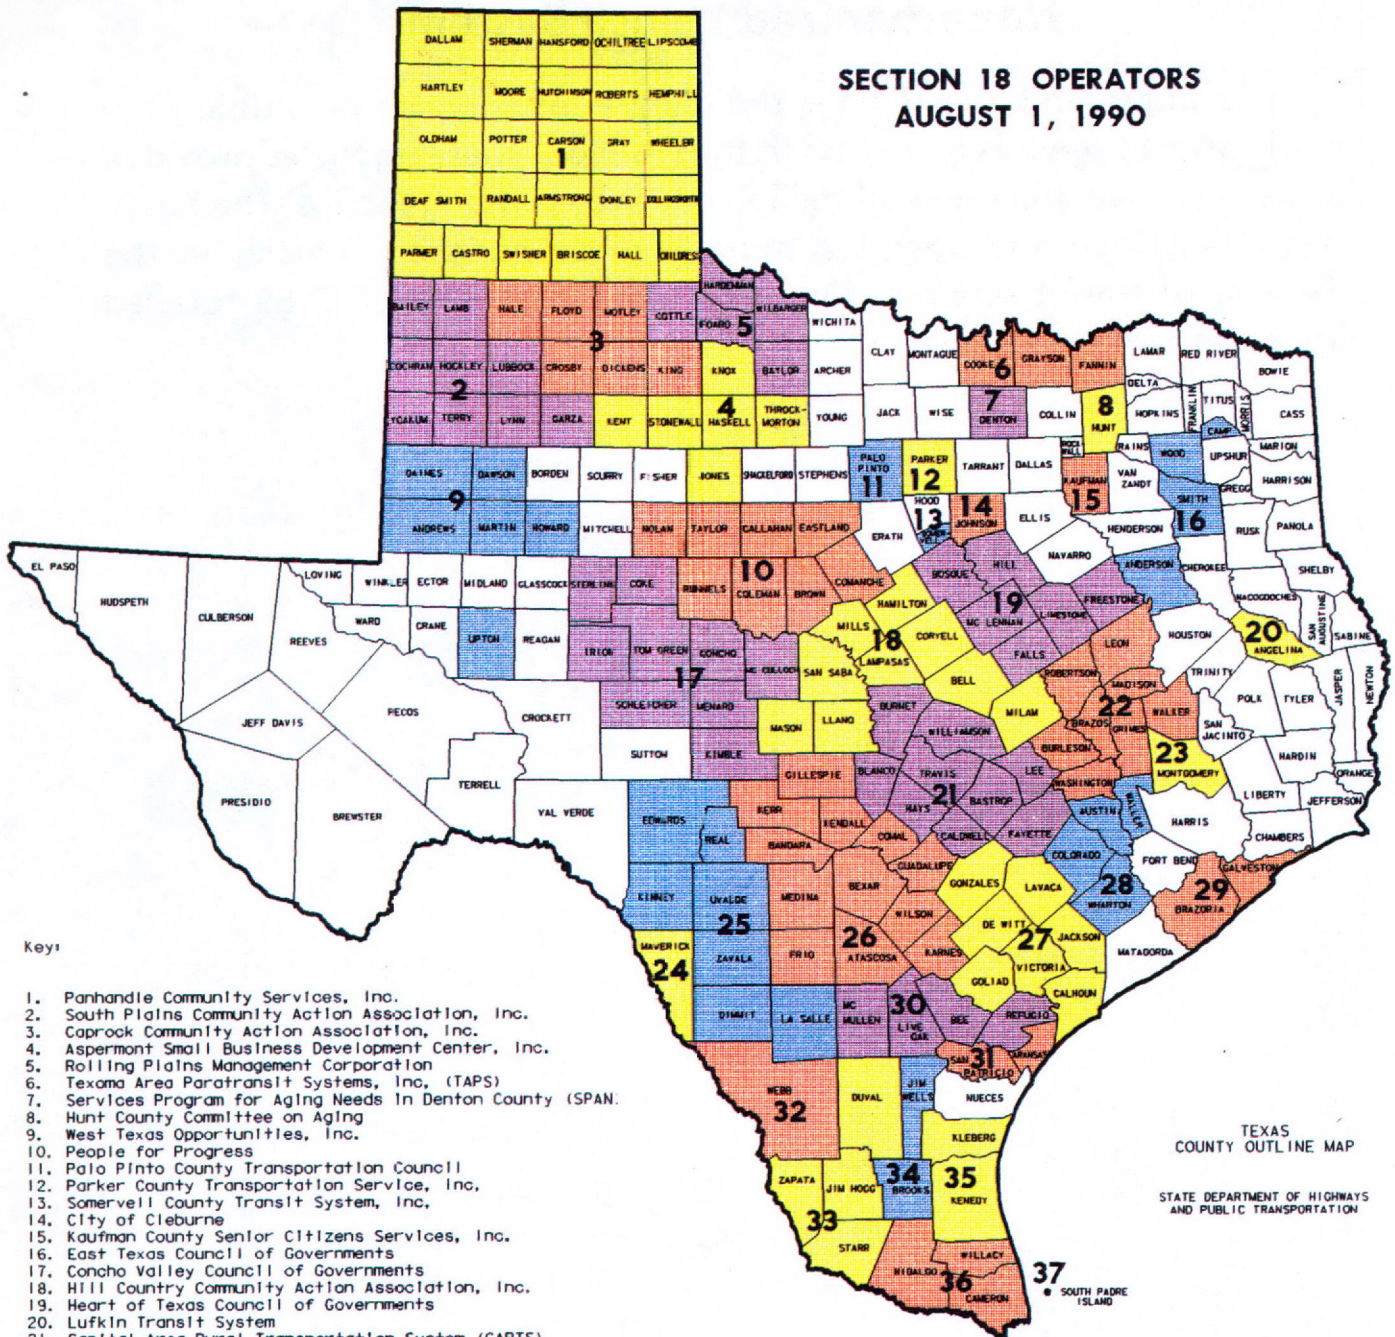 SECTION 18 OPERATORS
AUGUST 1, 1990
DALLAM SHERMAN HANSFORD OCHILTREE LIPSCOMB
HARTLEY MOORE HUTCHINSON ROBERTS HEMPHILL
OLDHAM POTTER CARSON GRAY WHEELER
1
DEAF SMITH RANDALL ARMSTRONG DONLEY COLLINGSWORTH
PARMER CASTRO SWISHER BRISCOE HALL CHILDRESS
HARDEMAN
BAILEY LAMB HALE FLOYD MOTLEY COTTLE FOARD 5 WILBARGER WICHITA
3
CLAY MONTAGUE COOKE 6 GRAYSON FANNIN LAMAR RED RIVER BOWIE
COCHRAN HOCKLEY LUBBOCK CROSBY DICKENS KING KNOX BAYLOR ARCHER
2
DELTA FRANKLIN TITUS MORRIS CASS
YOAKUM TERRY LYNN GARZA KENT STONEWALL 4 HASKELL THROCK-
MORTON YOUNG JACK WISE 7 DENTON COLLIN 8 HUNT HOPKINS CAMP
ROCK-
WALL RAINS WOOD UPSHUR MARION
GAINES DAWSON BORDEN SCURRY FISHER JONES SHACKELFORD STEPHENS PALO
PINTO 11 PARKER 12 TARRANT DALLAS KAUFMAN 15 VAN
ZANDT SMITH 16 GREGG HARRISON
9
ANDREWS MARTIN HOWARD MITCHELL NOLAN TAYLOR CALLAHAN EASTLAND ERATH HOOD 13 14 JOHNSON ELLIS HENDERSON RUSK PANOLA
EL PASO HUDSPETH CULBERSON LOVING WINKLER ECTOR MIDLAND GLASSCOCK STERLING COKE RUNNELS 10 COLEMAN BROWN COMANCHE BOSQUE HILL NAVARRO ANDERSON CHEROKEE SHELBY
REEVES WARD CRANE UPTON REAGAN IRION TOM GREEN CONCHO MC CULLOCH MILLS 18 HAMILTON CORYELL 19 MC LENNAN LIMESTONE FREESTONE NACOGDOCHES SAN
AUGUSTINE SABINE
17
SAN SABA LAMPASAS BELL FALLS LEON HOUSTON 20 ANGELINA
JEFF DAVIS PECOS CROCKETT SCHLEICHER MENARD MASON LLANO BURNET WILLIAMSON MILAM ROBERTSON MADISON TRINITY POLK TYLER JASPER NEWTON
22
BRAZOS GRIMES WALKER SAN
JACINTO
SUTTON KIMBLE BURLESON 23 MONTGOMERY HARDIN
PRESIDIO BREWSTER TERRELL VAL VERDE GILLESPIE BLANCO TRAVIS LEE WASHINGTON LIBERTY ORANGE
EDWARDS KERR HAYS 21 BASTROP AUSTIN WALLER HARRIS JEFFERSON
REAL KENDALL BANDARA COMAL CALDWELL FAYETTE COLORADO FORT BEND CHAMBERS
KINNEY UVALDE 25 MEDINA BEXAR GUADALUPE GONZALES LAVACA 28 WHARTON 29 BRAZORIA GALVESTON
WILSON DE WITT 27 JACKSON MATAGORDA
MAVERICK 24 ZAVALA FRIO 26 ATASCOSA KARNES VICTORIA GOLIAD CALHOUN
DIMMIT LA SALLE MC
MULLEN 30 LIVE
OAK BEE REFUGIO
SAN
PATRICIO 31 ARANSAS
WEBB 32 DUVAL JIM
WELLS NUECES
KLEBERG
ZAPATA JIM HOGG 34 BROOKS 35 KENEDY
33
STARR HIDALGO 36 WILLACY CAMERON
37
SOUTH PADRE
ISLAND
TEXAS
COUNTY OUTLINE MAP
STATE DEPARTMENT OF HIGHWAYS
AND PUBLIC TRANSPORTATION
Key:
1. Panhandle Community Services, Inc.
2. South Plains Community Action Association, Inc.
3. Caprock Community Action Association, Inc.
4. Aspermont Small Business Development Center, Inc.
5. Rolling Plains Management Corporation
6. Texoma Area Paratransit Systems, Inc, (TAPS)
7. Services Program for Aging Needs in Denton County (SPAN.
8. Hunt County Committee on Aging
9. West Texas Opportunities, Inc.
10. People for Progress
11. Palo Pinto County Transportation Council
12. Parker County Transportation Service, Inc,
13. Somervell County Transit System, Inc,
14. City of Cleburne
15. Kaufman County Senior Citizens Services, Inc.
16. East Texas Council of Governments
17. Concho Valley Council of Governments
18. Hill Country Community Action Association, Inc.
19. Heart of Texas Council of Governments
20. Lufkin Transit System
21. Capital Area Rural Transportation System (CARTS)